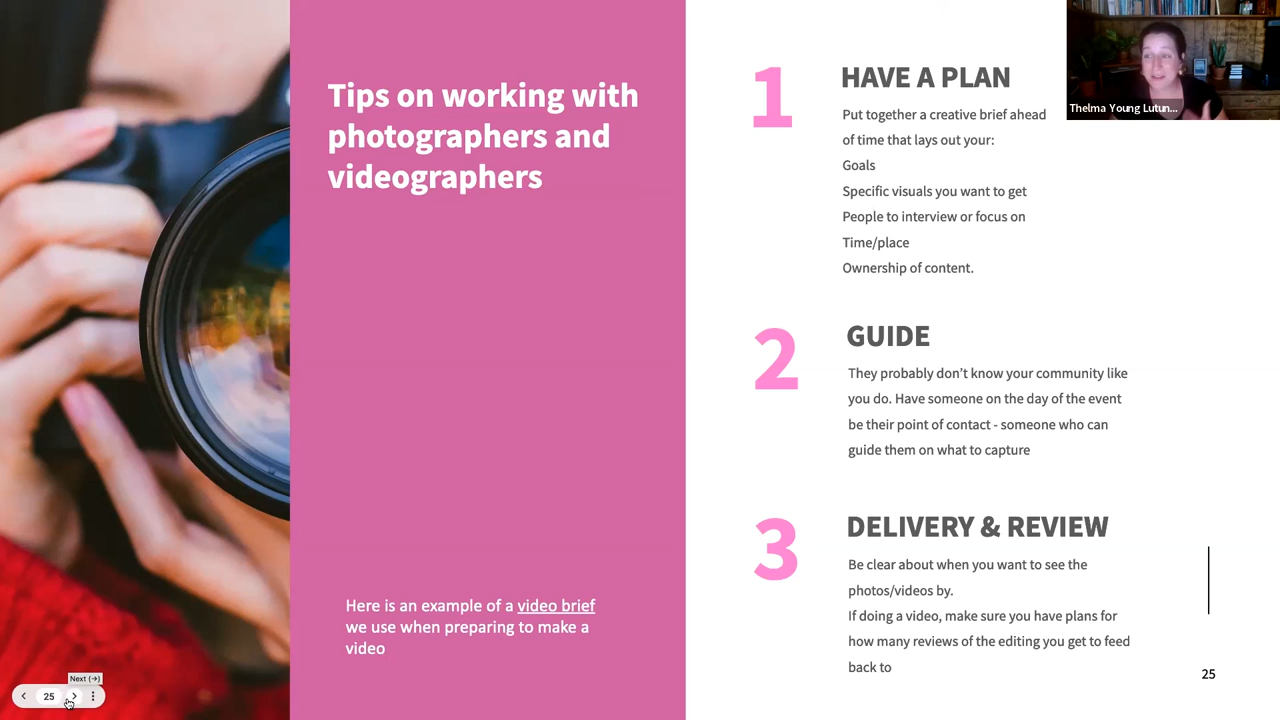 Tips on working with
photographers and
videographers
Here is an example of a video brief
we use when preparing to make a
video
1
HAVE A PLAN
Put together a creative brief ahead
of time that lays out your:
Goals
Specific visuals you want to get
People to interview or focus on
Time/place
Ownership of content.
2
GUIDE
They probably don’t know your community like
you do. Have someone on the day of the event
be their point of contact - someone who can
guide them on what to capture
3
DELIVERY & REVIEW
Be clear about when you want to see the
photos/videos by.
If doing a video, make sure you have plans for
how many reviews of the editing you get to feed
back to
25
Thelma Young Lutun...
Next (→)
25